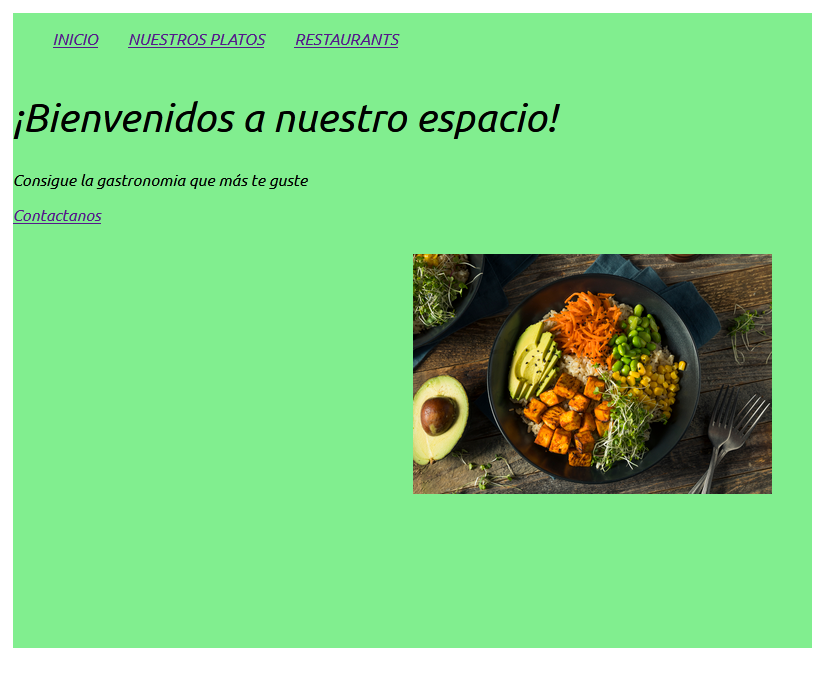 INICIO NUESTROS PLATOS RESTAURANTS
¡Bienvenidos a nuestro espacio!
Consigue la gastronomia que más te guste
Contactanos